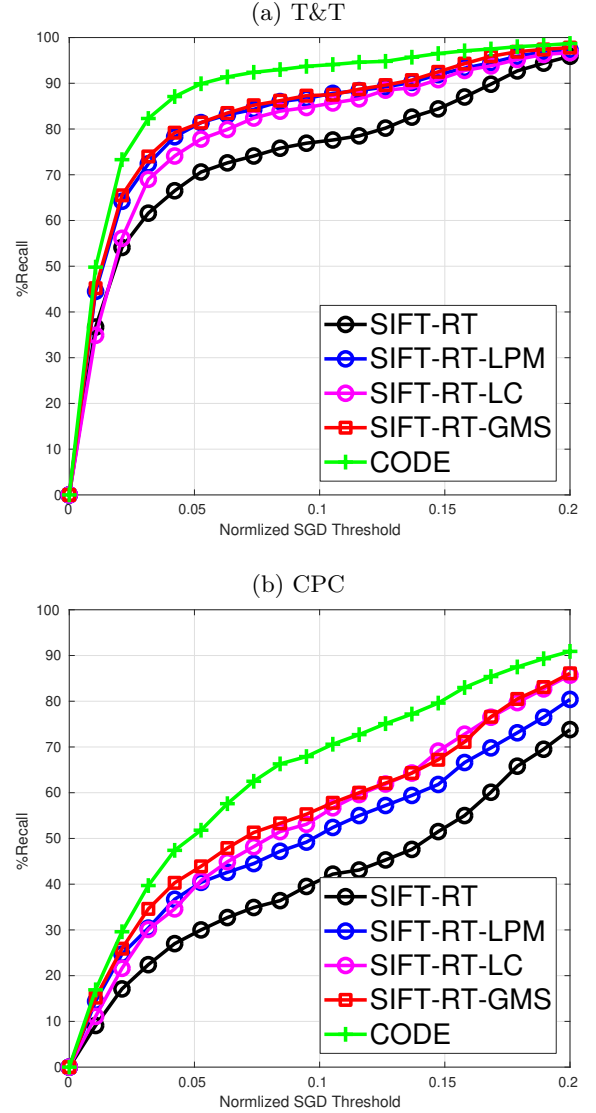 (a) T&T
100
90
80
70
60
50
40
30
20
10
0
%Recall
SIFT-RT
SIFT-RT-LPM
SIFT-RT-LC
SIFT-RT-GMS
CODE
0 0.05 0.1 0.15 0.2
Normlized SGD Threshold
(b) CPC
100
90
80
70
60
50
40
30
20
10
0
%Recall
SIFT-RT
SIFT-RT-LPM
SIFT-RT-LC
SIFT-RT-GMS
CODE
0 0.05 0.1 0.15 0.2
Normlized SGD Threshold